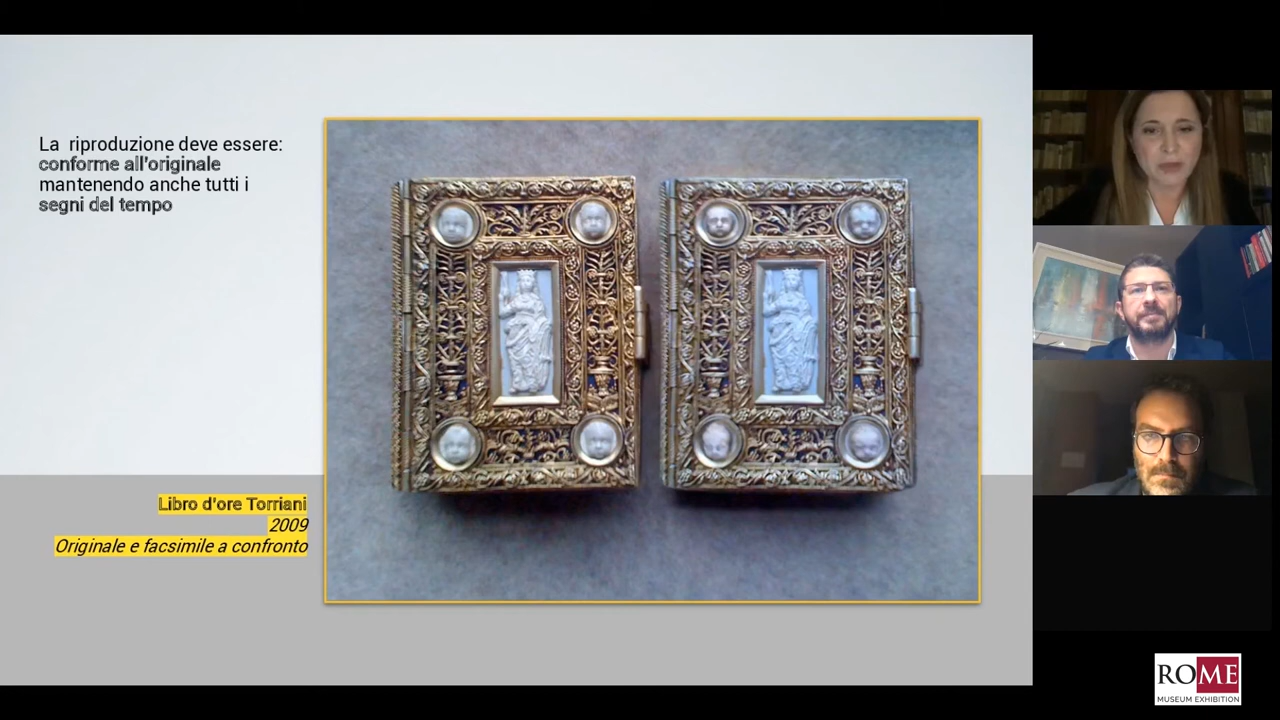 La riproduzione deve essere:
conforme all'originale
mantenendo anche tutti i
segni del tempo
Libro d'ore Torriani
2009
Originale e facsimile a confronto
ROME
MUSEUM EXHIBITION